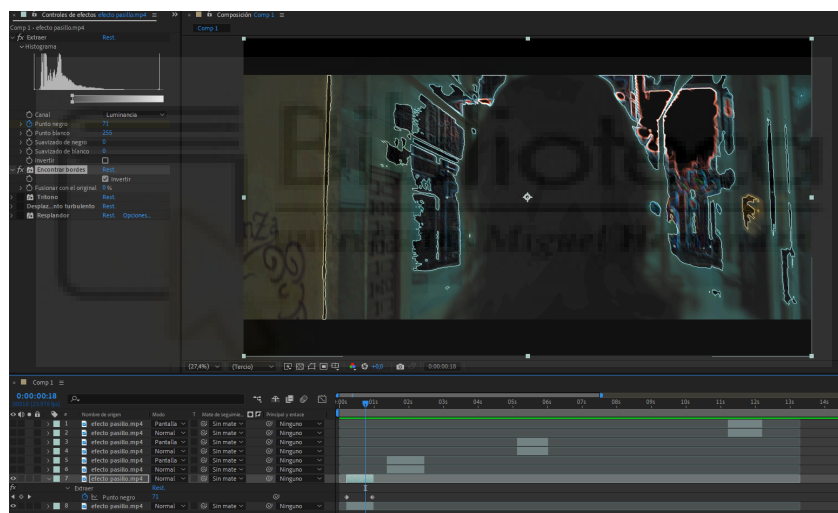 Controles de efectos efecto pasillo.mp4
Comp 1 • efecto pasillo.mp4
fx Extraer Rest.
Histograma
Canal Luminancia
Punto negro 71
Punto blanco 255
Suavizado de negro 0
Suavizado de blanco 0
Invertir
fx Encontrar bordes Rest.
Invertir
Fusionar con el original 0 %
Tritono Rest.
Desplaz...nto turbulento Rest.
Resplandor Rest. Opciones...
Composición Comp 1
Comp 1
(27,4%) (Tercio) +0,0 0:00:00:18
Comp 1
0:00:00:18
# Nombre de origen Modo T Mate de seguimie... Principal y enlace
1 efecto pasillo.mp4 Pantalla Sin mate Ninguno
2 efecto pasillo.mp4 Normal Sin mate Ninguno
3 efecto pasillo.mp4 Pantalla Sin mate Ninguno
4 efecto pasillo.mp4 Normal Sin mate Ninguno
5 efecto pasillo.mp4 Pantalla Sin mate Ninguno
6 efecto pasillo.mp4 Normal Sin mate Ninguno
7 efecto pasillo.mp4 Normal Sin mate Ninguno
fx Extraer Rest.
Punto negro 71
8 efecto pasillo.mp4 Normal Sin mate Ninguno
:00s 01s 02s 03s 04s 05s 06s 07s 08s 09s 10s 11s 12s 13s 14s